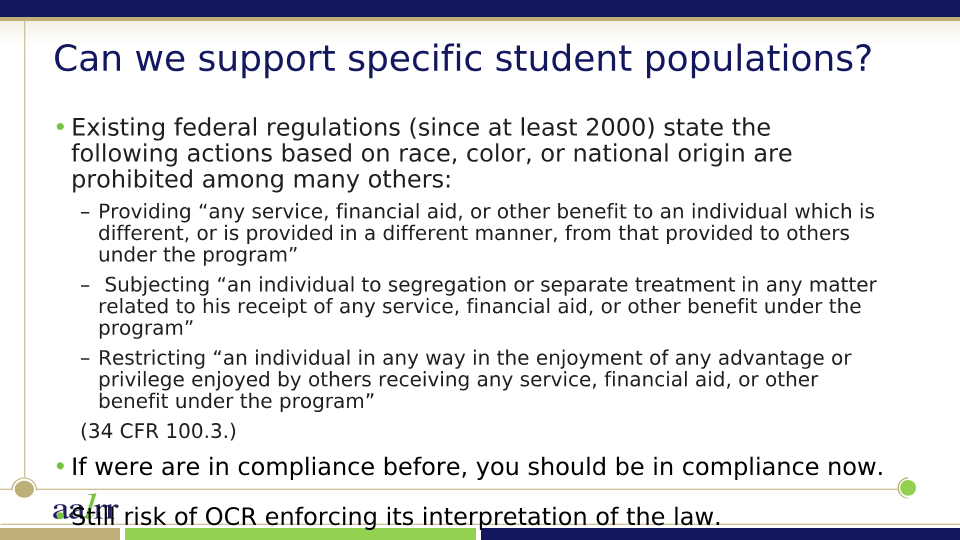 Can we support specific student populations?
• Existing federal regulations (since at least 2000) state the
following actions based on race, color, or national origin are
prohibited among many others:
– Providing “any service, financial aid, or other benefit to an individual which is
different, or is provided in a different manner, from that provided to others
under the program”
– Subjecting “an individual to segregation or separate treatment in any matter
related to his receipt of any service, financial aid, or other benefit under the
program”
– Restricting “an individual in any way in the enjoyment of any advantage or
privilege enjoyed by others receiving any service, financial aid, or other
benefit under the program”
(34 CFR 100.3.)
• If were are in compliance before, you should be in compliance now.
• Still risk of OCR enforcing its interpretation of the law.
aalrr